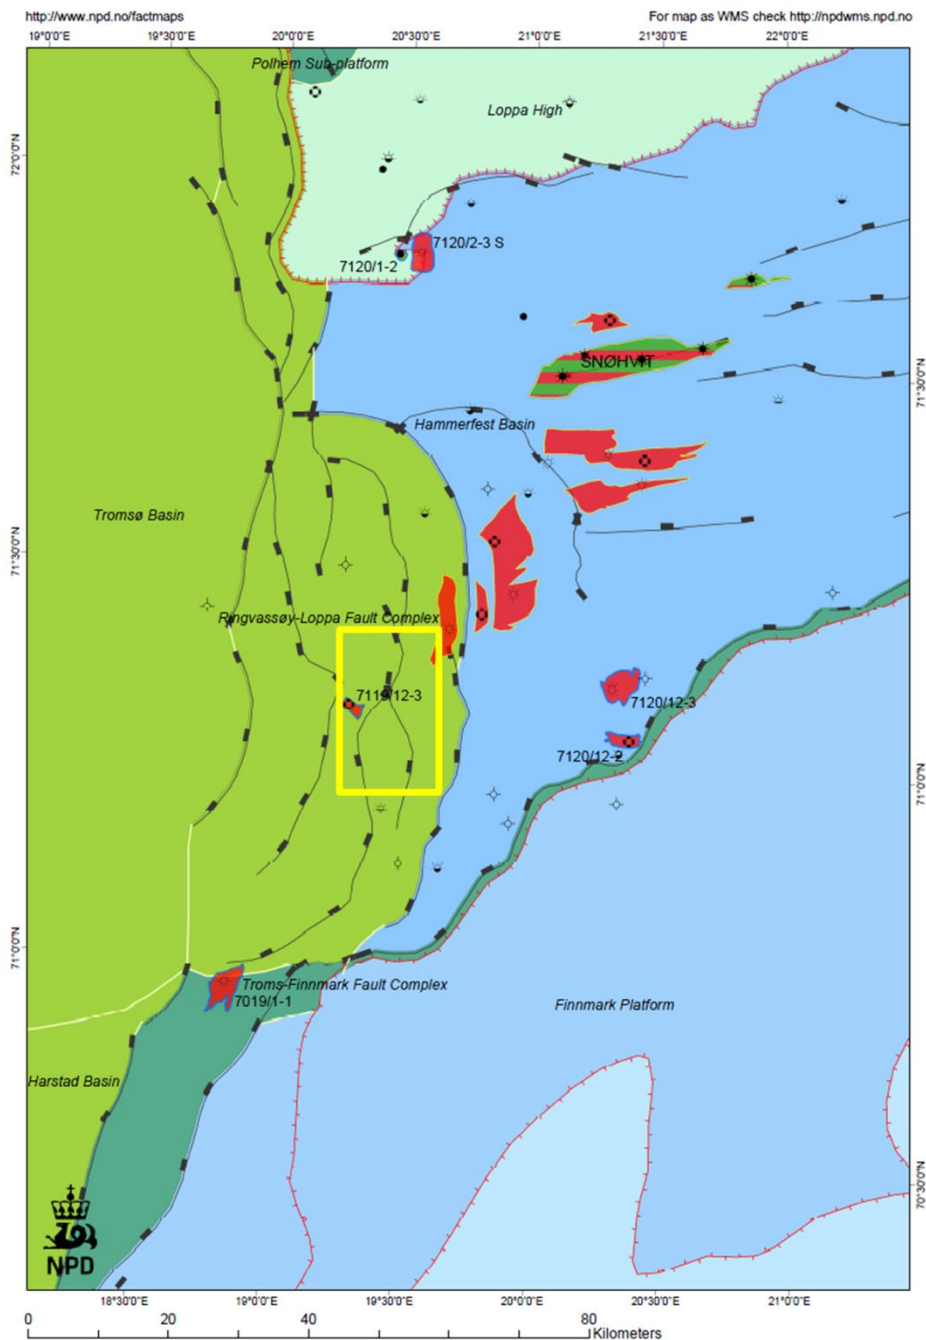 http://www.npd.no/factmaps
For map as WMS check http://npdwms.npd.no
19°0'0"E 19°30'0"E 20°0'0"E 20°30'0"E 21°0'0"E 21°30'0"E 22°0'0"E
Polhem Sub-platform
Loppa High
72°0'0"N
7120/2-3 S
7120/1-2
SNØHVIT
71°30'0"N
Hammerfest Basin
Tromsø Basin
71°30'0"N
Ringvassøy-Loppa Fault Complex
7119/12-3
7120/12-3
7120/12-2
71°0'0"N
71°0'0"N
Troms-Finnmark Fault Complex
7019/1-1
Finnmark Platform
Harstad Basin
70°30'0"N
NPD
18°30'0"E 19°0'0"E 19°30'0"E 20°0'0"E 20°30'0"E 21°0'0"E
0 20 40 80
Kilometers